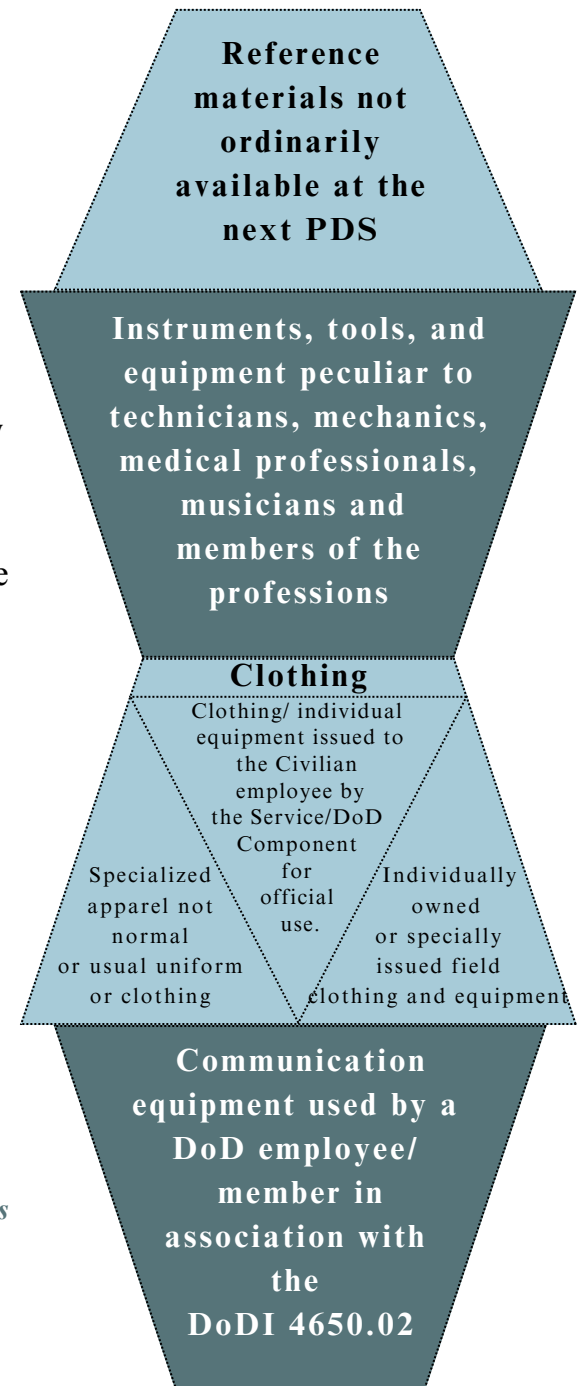 Reference
materials not
ordinarily
available at the
next PDS
Instruments, tools, and
equipment peculiar to
technicians, mechanics,
medical professionals,
musicians and
members of the
professions
Clothing
Clothing/ individual
equipment issued to
the Civilian
employee by
the Service/DoD
Component
for
official
use.
Specialized
apparel not
normal
or usual uniform
or clothing
Individually
owned
or specially
issued field
clothing and equipment
Communication
equipment used by a
DoD employee/
member in
association with
the
DoDI 4650.02